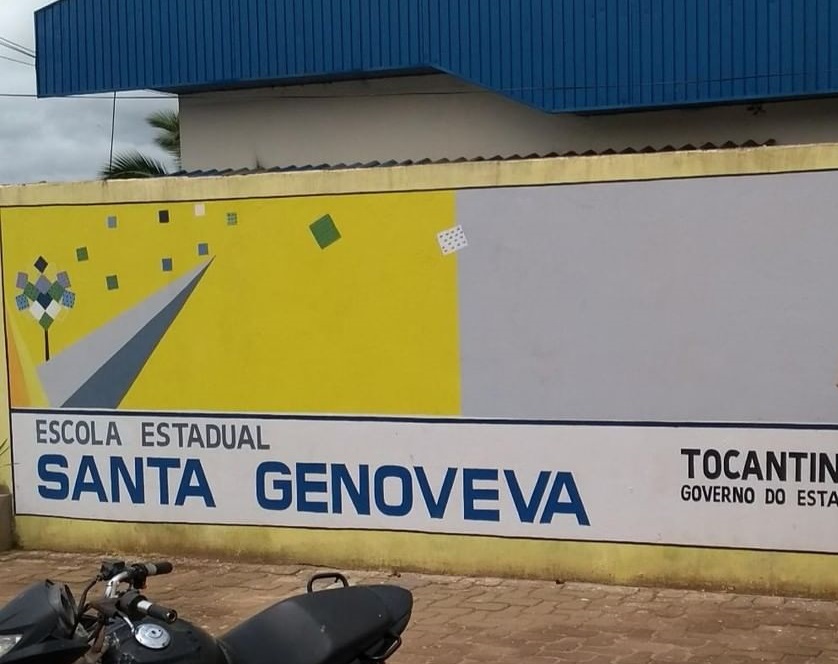 ESCOLA ESTADUAL
SANTA GENOVEVA
TOCANTIN
GOVERNO DO ESTA